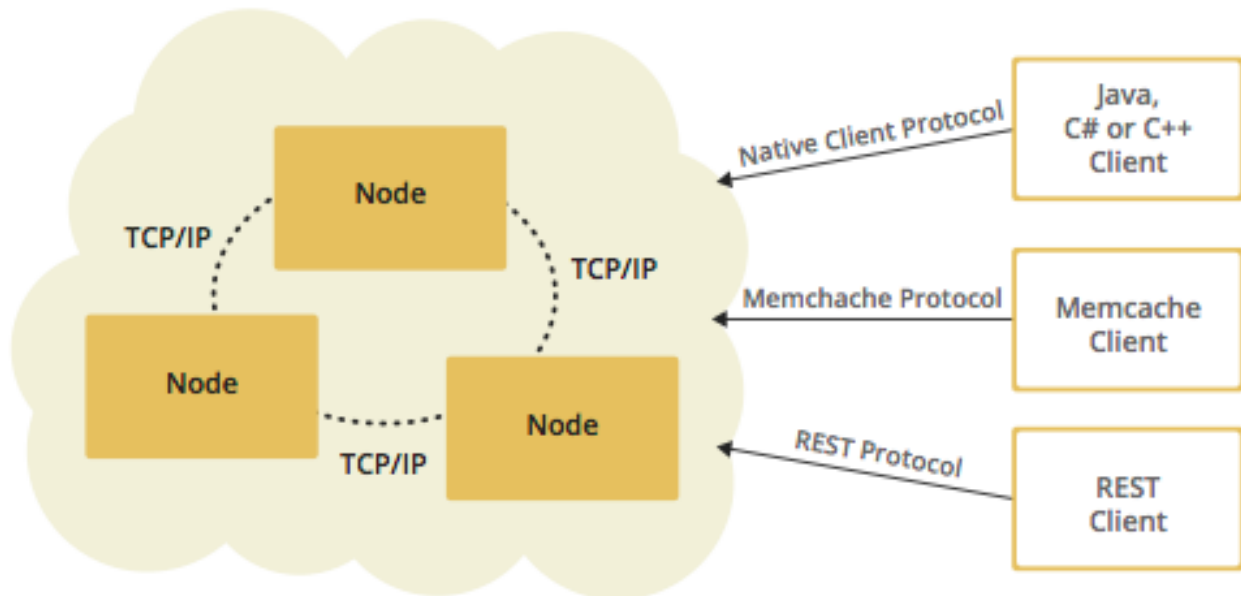 Node
TCP/IP
TCP/IP
Node
Node
TCP/IP
Native Client Protocol
Java,
C# or C++
Client
Memchache Protocol
Memcache
Client
REST Protocol
REST
Client